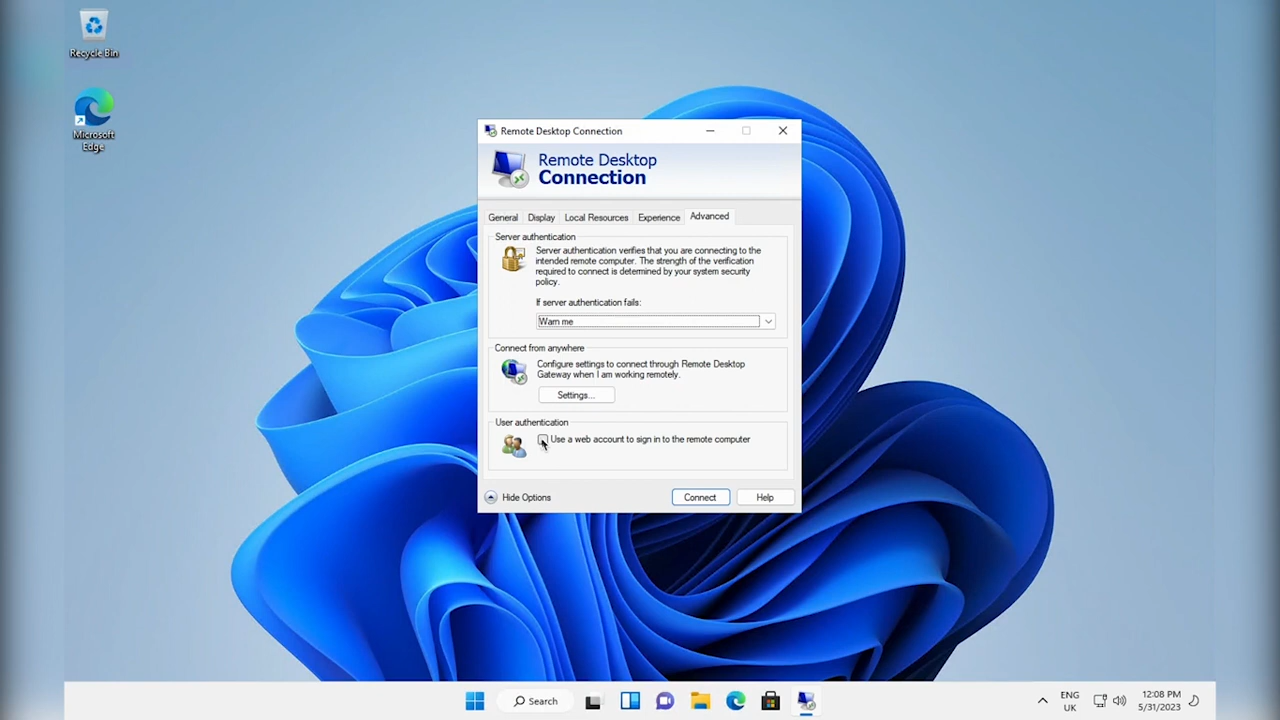 Recycle Bin
Microsoft
Edge
Remote Desktop Connection
Remote Desktop
Connection
General Display Local Resources Experience Advanced
Server authentication
Server authentication verifies that you are connecting to the
intended remote computer. The strength of the verification
required to connect is determined by your system security
policy.
If server authentication fails:
Warn me
Connect from anywhere
Configure settings to connect through Remote Desktop
Gateway when I am working remotely.
Settings...
User authentication
Use a web account to sign in to the remote computer
Hide Options
Connect
Help
Search
ENG
UK
12:08 PM
5/31/2023